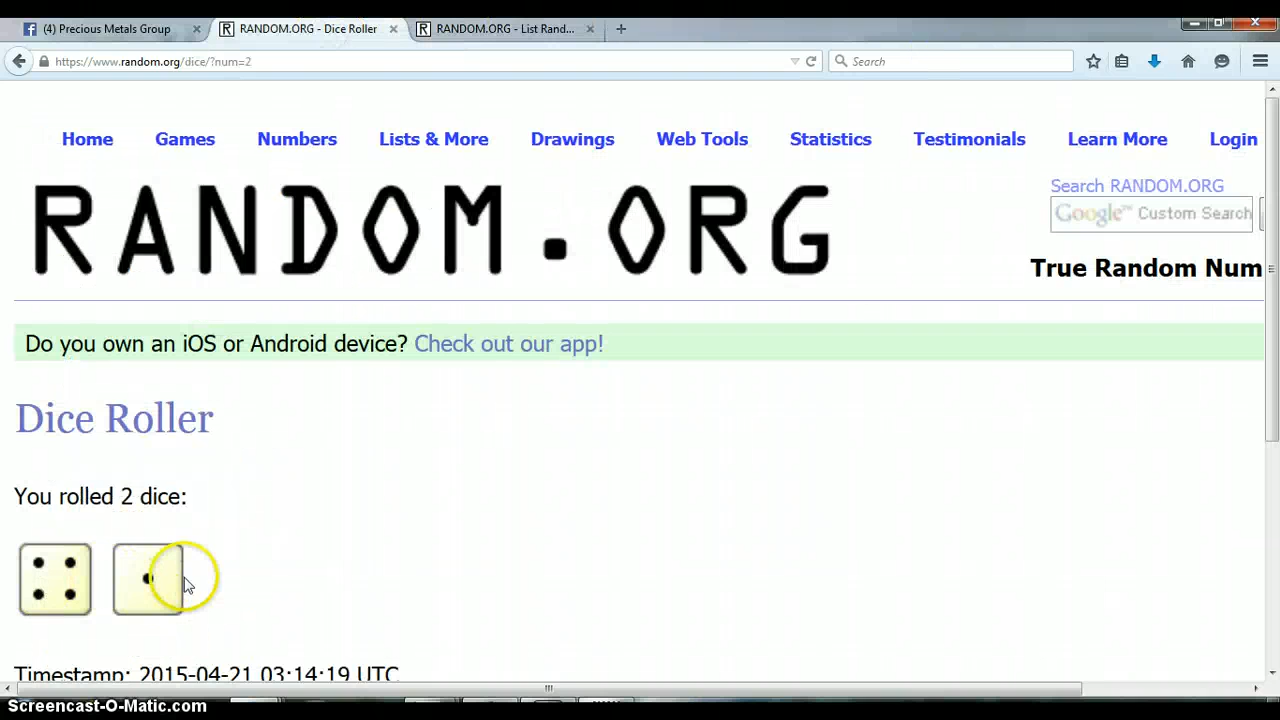 (4) Precious Metals Group
RANDOM.ORG - Dice Roller
RANDOM.ORG - List Rand...
https://www.random.org/dice/?num=2
Search
Home Games Numbers Lists & More Drawings Web Tools Statistics Testimonials Learn More Login
RANDOM.ORG
Search RANDOM.ORG
Google™ Custom Search
True Random Num
Do you own an iOS or Android device? Check out our app!
Dice Roller
You rolled 2 dice:
Timestamp: 2015-04-21 03:14:19 UTC
Screencast-O-Matic.com